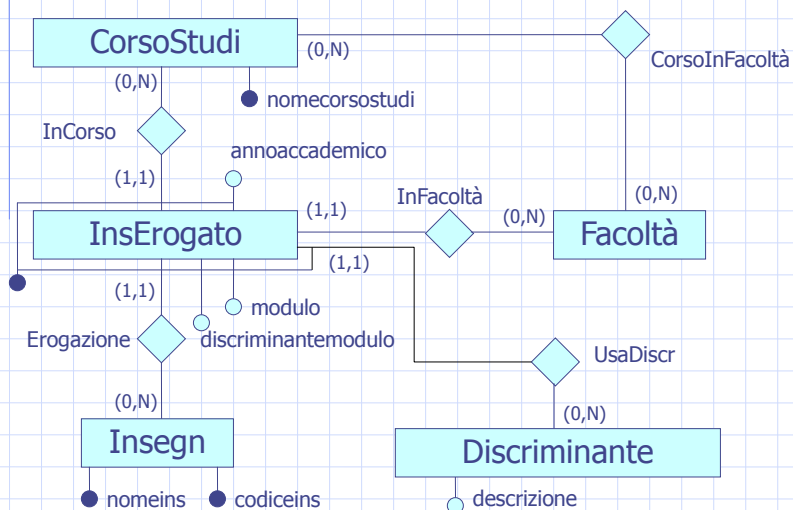 CorsoStudi
(0,N)
CorsoInFacoltà
(0,N)
nomecorsostudi
InCorso
annoaccademico
(1,1)
InFacoltà
(0,N)
(1,1)
(0,N)
InsErogato
Facoltà
(1,1)
(1,1)
modulo
Erogazione
discriminantemodulo
UsaDiscr
(0,N)
(0,N)
Insegn
Discriminante
nomeins
codiceins
descrizione